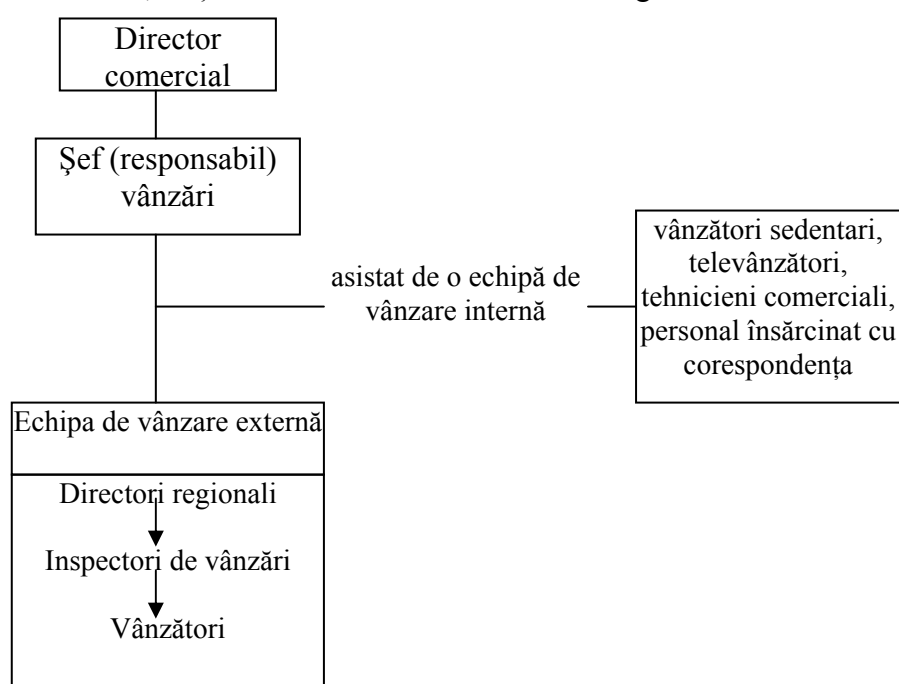 Director
comercial
Şef (responsabil)
vânzări
asistat de o echipă de
vânzare internă
vânzători sedentari,
televânzători,
tehnicieni comerciali,
personal însărcinat cu
corespondența
Echipa de vânzare externă
Directori regionali
Inspectori de vânzări
Vânzători